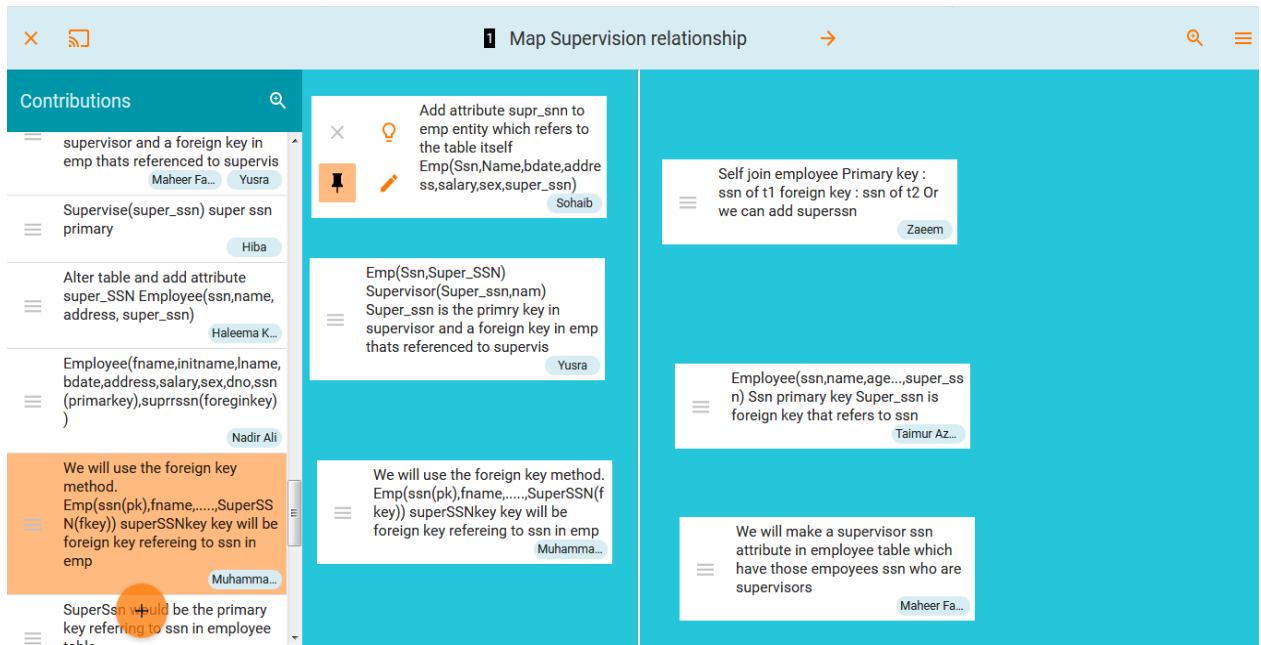 1 Map Supervision relationship
Contributions
supervisor and a foreign key in
emp thats referenced to supervis
Maheer Fa... Yusra
Supervise(super_ssn) super ssn
primary
Hiba
Alter table and add attribute
super_SSN Employee(ssn,name,
address, super_ssn)
Haleema K...
Employee(fname,initname,lname,
bdate,address,salary,sex,dno,ssn
(primarkey),suprrssn(foreginkey)
)
Nadir Ali
We will use the foreign key
method.
Emp(ssn(pk),fname,.....,SuperSS
N(fkey)) superSSNkey key will be
foreign key refereing to ssn in
emp
Muhamma...
SuperSsn would be the primary
key referring to ssn in employee
table
Add attribute supr_snn to
emp entity which refers to
the table itself
Emp(Ssn,Name,bdate,addre
ss,salary,sex,super_ssn)
Sohaib
Emp(Ssn,Super_SSN)
Supervisor(Super_ssn,nam)
Super_ssn is the primry key in
supervisor and a foreign key in emp
thats referenced to supervis
Yusra
We will use the foreign key method.
Emp(ssn(pk),fname,.....,SuperSSN(f
key)) superSSNkey key will be
foreign key refereing to ssn in emp
Muhamma...
Self join employee Primary key :
ssn of t1 foreign key : ssn of t2 Or
we can add superssn
Zaeem
Employee(ssn,name,age...,super_ss
n) Ssn primary key Super_ssn is
foreign key that refers to ssn
Taimur Az...
We will make a supervisor ssn
attribute in employee table which
have those empoyees ssn who are
supervisors
Maheer Fa...